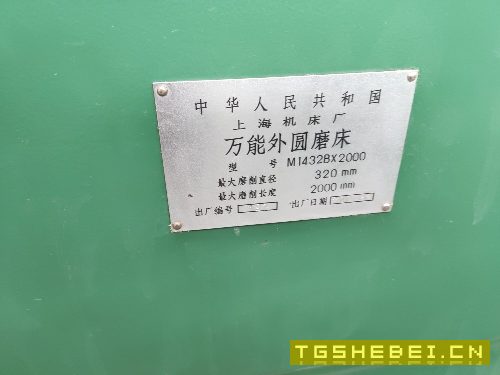 中华人民共和国
上海机床厂
万能外圆磨床
型 号 M1432B×2000
最大磨削直径 320 mm
最大磨削长度 2000 mm
出厂编号 出厂日期
TGSHEBEI.CN